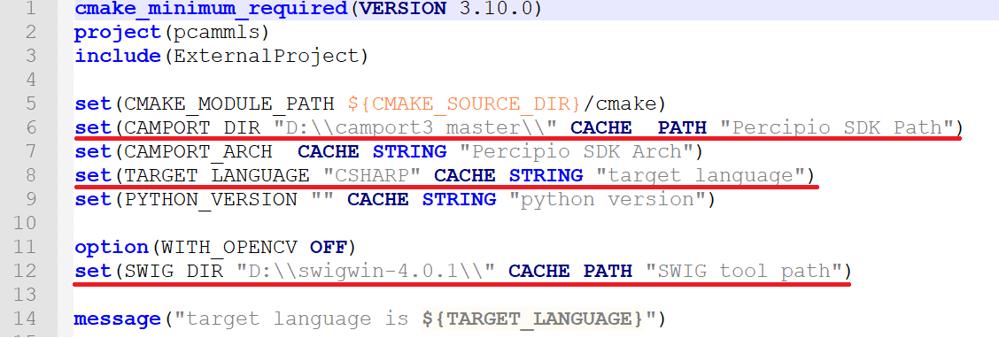 1 cmake_minimum_required(VERSION 3.10.0)
2 project(pcammls)
3 include(ExternalProject)
4
5 set(CMAKE_MODULE_PATH ${CMAKE_SOURCE_DIR}/cmake)
6 set(CAMPORT_DIR "D:\\camport3_master\\" CACHE  PATH "Percipio SDK Path")
7 set(CAMPORT_ARCH  CACHE STRING "Percipio SDK Arch")
8 set(TARGET_LANGUAGE "CSHARP" CACHE STRING "target language")
9 set(PYTHON_VERSION "" CACHE STRING "python version")
10
11 option(WITH_OPENCV OFF)
12 set(SWIG_DIR "D:\\swigwin-4.0.1\\" CACHE PATH "SWIG tool path")
13
14 message("target language is ${TARGET_LANGUAGE}")